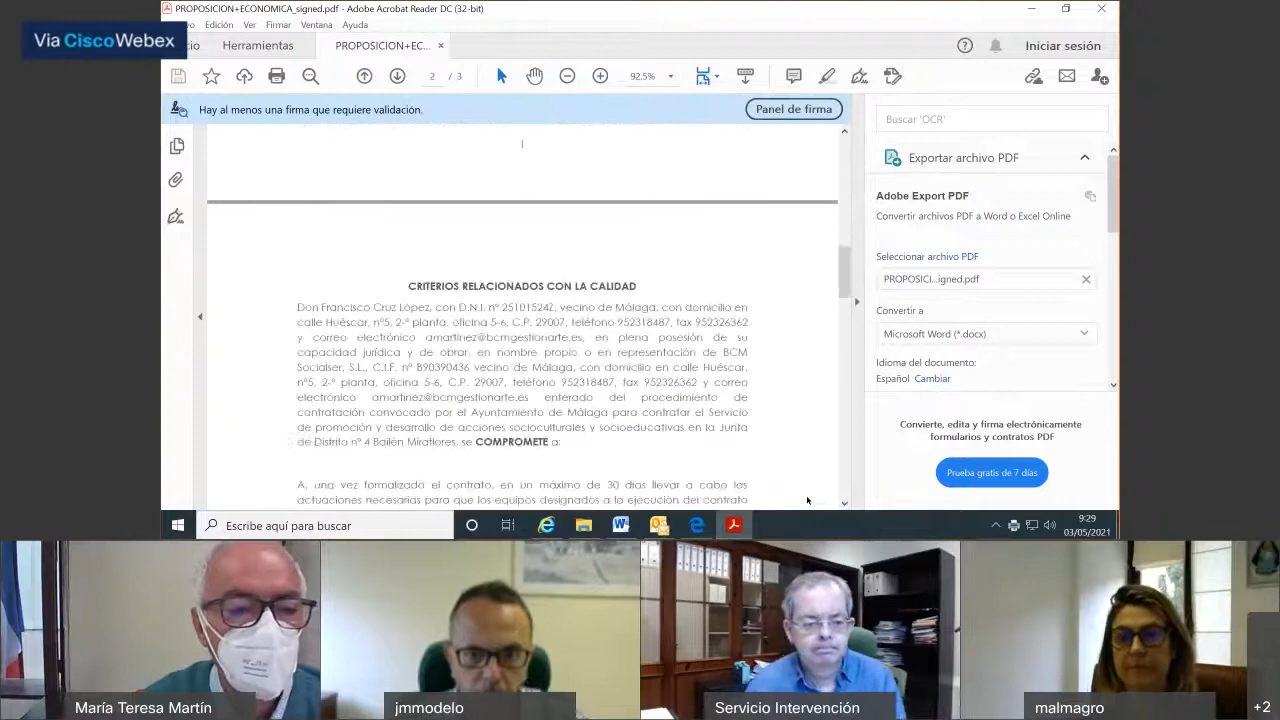 PROPOSICION+ECONOMICA_signed.pdf - Adobe Acrobat Reader DC (32-bit)
Via CiscoWebex
Edición Ver Firmar Ventana Ayuda
Herramientas PROPOSICION+EC... × Iniciar sesión
2 / 3 92.5%
Hay al menos una firma que requiere validación. Panel de firma
CRITERIOS RELACIONADOS CON LA CALIDAD
Don Francisco Cruz López, con D.N.I. nº 25101524Z, vecino de Málaga, con domicilio en
calle Huéscar, nº5, 2-º planta, oficina 5-6, C.P. 29007, teléfono 952318487, fax 952326362
y correo electrónico amartinez@bcmgestionarte.es, en plena posesión de su
capacidad jurídica y de obrar, en nombre propio o en representación de BCM
Socialser, S.L., C.I.F. nº B90390436 vecino de Málaga, con domicilio en calle Huéscar,
nº5, 2-º planta, oficina 5-6, C.P. 29007, teléfono 952318487, fax 952326362 y correo
electrónico amartinez@bcmgestionarte.es enterado del procedimiento de
contratación convocado por el Ayuntamiento de Málaga para contratar el Servicio
de promoción y desarrollo de acciones socioculturales y socioeducativas en la Junta
de Distrito nº 4 Bailén Miraflores, se COMPROMETE a:
A, una vez formalizado el contrato, en un máximo de 30 días llevar a cabo las
actuaciones necesarias para que los equipos designados a la ejecución del contrato
Buscar 'OCR'
Exportar archivo PDF
Adobe Export PDF
Convertir archivos PDF a Word o Excel Online
Seleccionar archivo PDF
PROPOSICI...igned.pdf
Convertir a
Microsoft Word (*.docx)
Idioma del documento:
Español Cambiar
Convierte, edita y firma electrónicamente
formularios y contratos PDF
Prueba gratis de 7 días
Escribe aquí para buscar
9:29
03/05/2021
María Teresa Martín
jmmodelo
Servicio Intervención
malmagro
+2